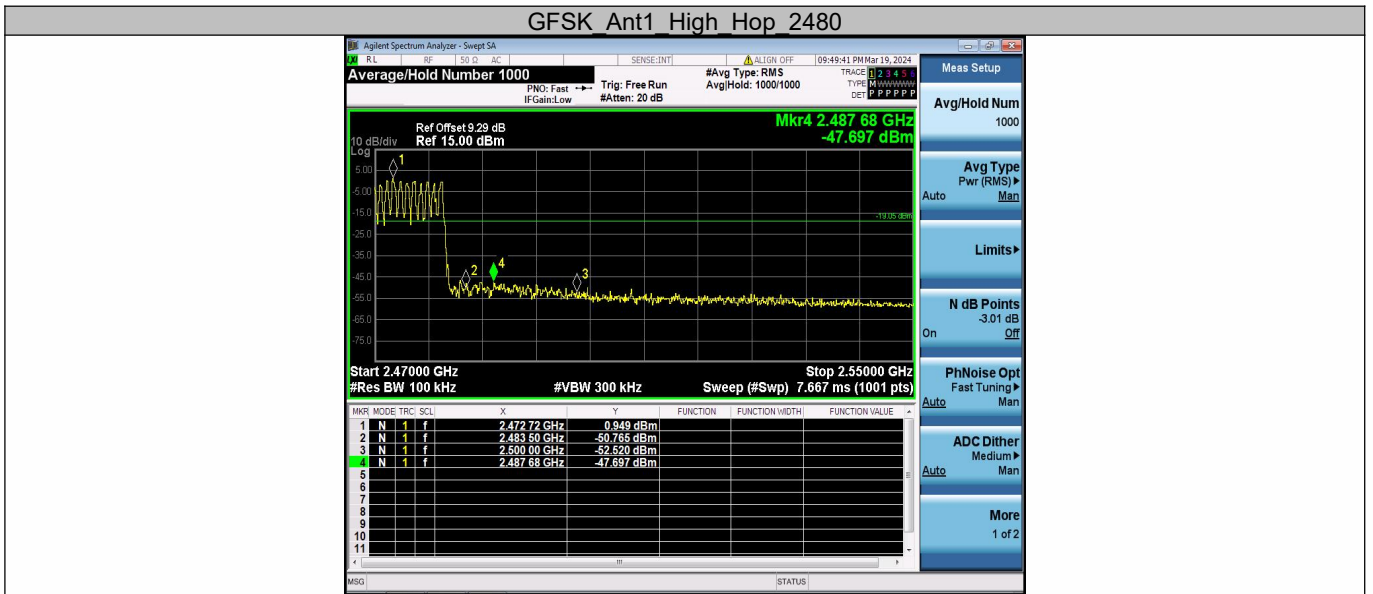 GFSK_Ant1_High_Hop_2480
Agilent Spectrum Analyzer - Swept SA
RL RF 50 Ω AC SENSE:INT ALIGN OFF 09:49:41 PM Mar 19, 2024
Average/Hold Number 1000
PNO: Fast
IFGain:Low
Trig: Free Run
#Atten: 20 dB
#Avg Type: RMS
Avg|Hold: 1000/1000
TRACE 1 2 3 4 5 6
TYPE M WWWWW
DET P P P P P P
Mkr4 2.487 68 GHz
-47.697 dBm
Ref Offset 9.29 dB
10 dB/div Ref 15.00 dBm
Log
5.00
-5.00
-15.0
-25.0
-35.0
-45.0
-55.0
-65.0
-75.0
1
2
4
3
-19.05 dBm
Start 2.47000 GHz Stop 2.55000 GHz
#Res BW 100 kHz #VBW 300 kHz Sweep (#Swp) 7.667 ms (1001 pts)
MKR MODE TRC SCL X Y FUNCTION FUNCTION WIDTH FUNCTION VALUE
1 N 1 f 2.472 72 GHz 0.949 dBm
2 N 1 f 2.483 50 GHz -50.765 dBm
3 N 1 f 2.500 00 GHz -52.520 dBm
4 N 1 f 2.487 68 GHz -47.697 dBm
5
6
7
8
9
10
11
MSG STATUS
Meas Setup
Avg/Hold Num
1000
Avg Type
Pwr (RMS)
Auto Man
Limits
N dB Points
-3.01 dB
On Off
PhNoise Opt
Fast Tuning
Auto Man
ADC Dither
Medium
Auto Man
More
1 of 2